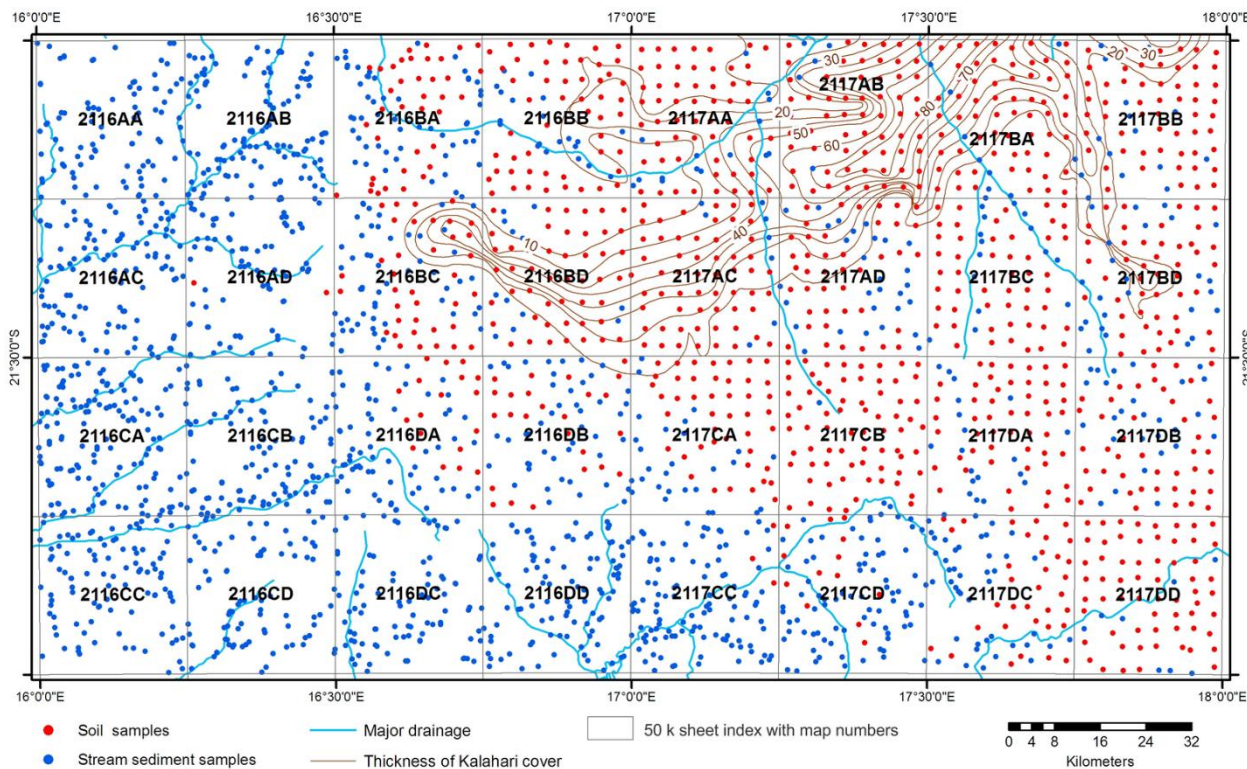 16°0'0"E 16°30'0"E 17°0'0"E 17°30'0"E 18°0'0"E
30 20 30
2117AB 70
2116AA 2116AB 2116BA 2116BB 2117AA 20 80 2117BB
50 2117BA
60
40
10
2116AC 2116AD 2116BC 2116BD 2117AC 2117AD 2117BC 2117BD
21°30'0"S 21°30'0"S
2116CA 2116CB 2116DA 2116DB 2117CA 2117CB 2117DA 2117DB
2116CC 2116CD 2116DC 2116DD 2117CC 2117CD 2117DC 2117DD
16°0'0"E 16°30'0"E 17°0'0"E 17°30'0"E 18°0'0"E
Soil samples Major drainage 50 k sheet index with map numbers
0 2 4 8 16 24 32
Stream sediment samples Thickness of Kalahari cover Kilometers